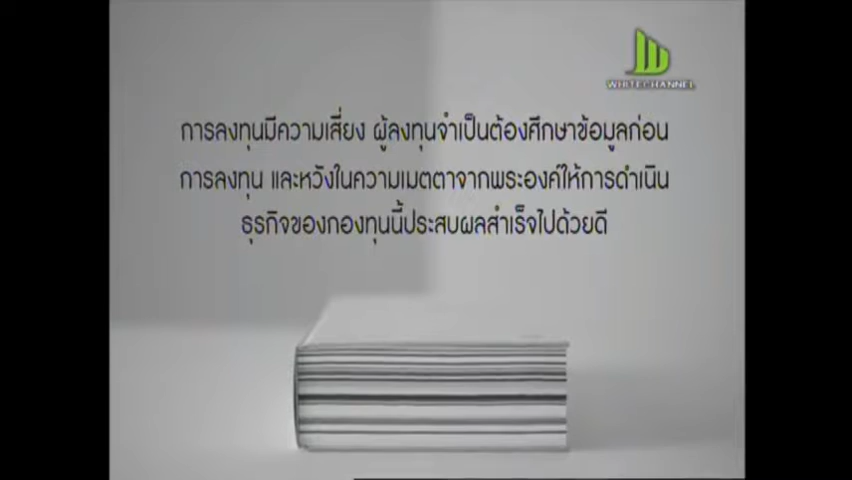 WHITECHANNEL
การลงทุนมีความเสี่ยง ผู้ลงทุนจำเป็นต้องศึกษาข้อมูลก่อน
การลงทุน และหวังในความเมตตาจากพระองค์ให้การดำเนิน
ธุรกิจของกองทุนนี้ประสบผลสำเร็จไปด้วยดี